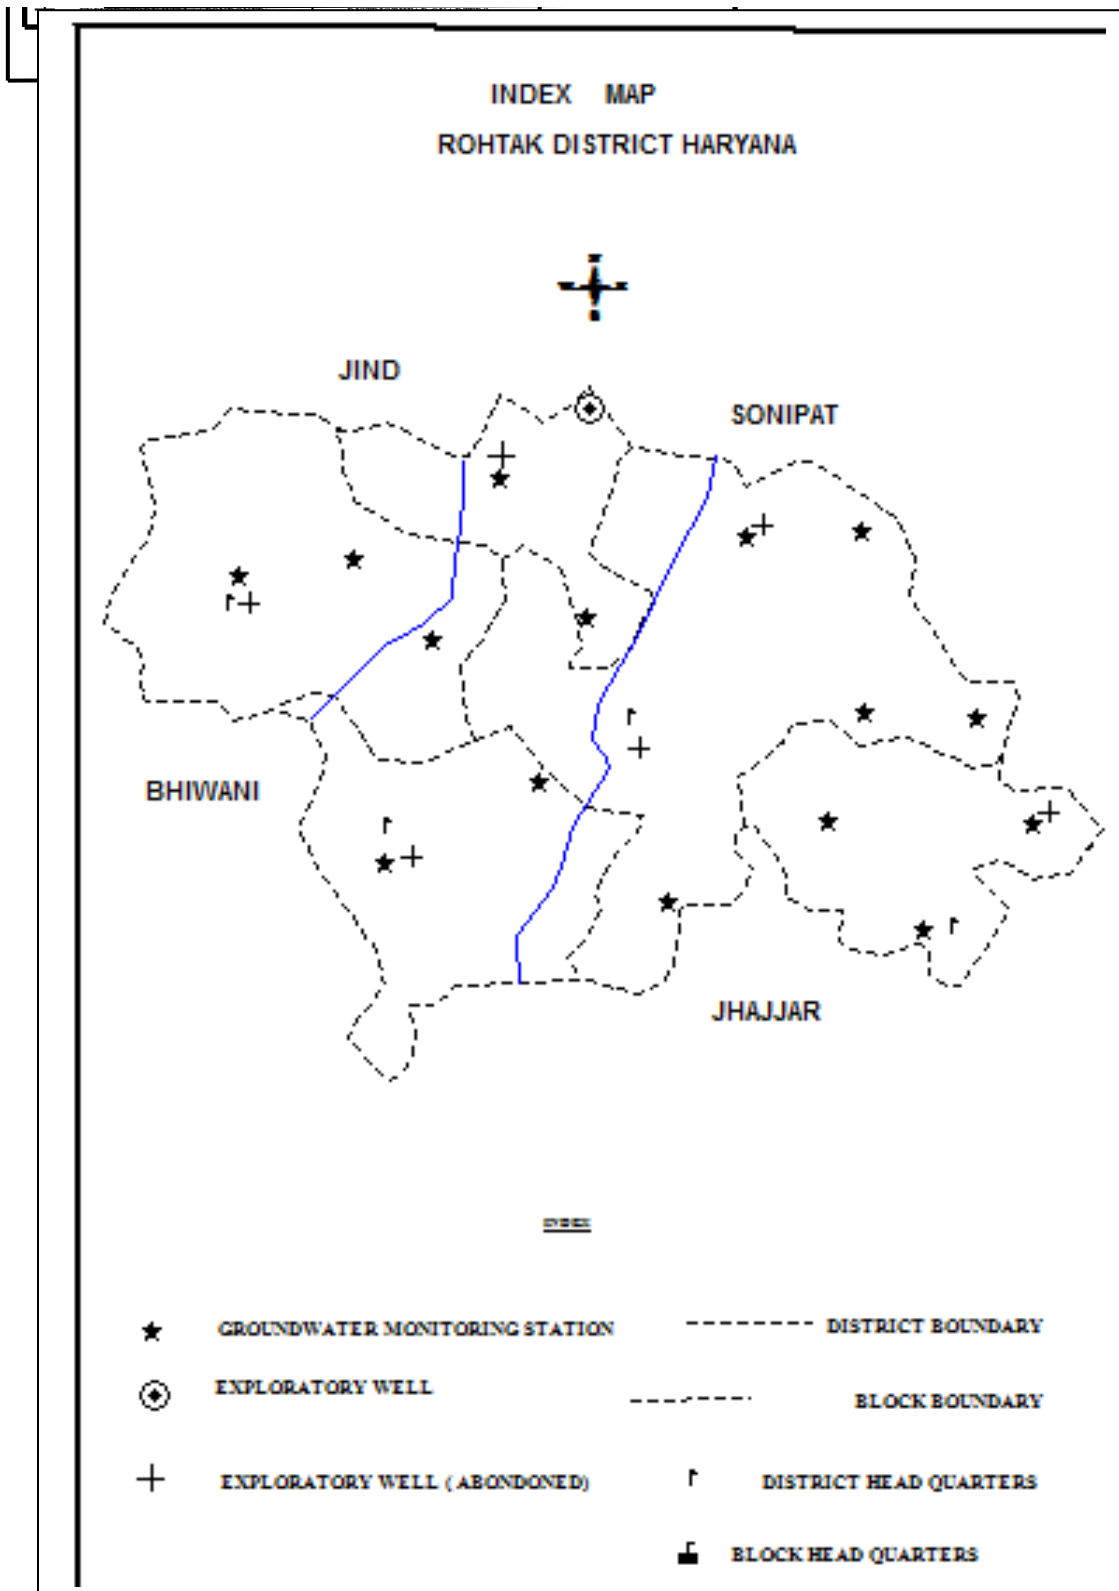 INDEX MAP
ROHTAK DISTRICT HARYANA
JIND
SONIPAT
BHIWANI
JHAJJAR
INDEX
GROUNDWATER MONITORING STATION
DISTRICT BOUNDARY
EXPLORATORY WELL
BLOCK BOUNDARY
EXPLORATORY WELL ( ABONDONED)
DISTRICT HEAD QUARTERS
BLOCK HEAD QUARTERS